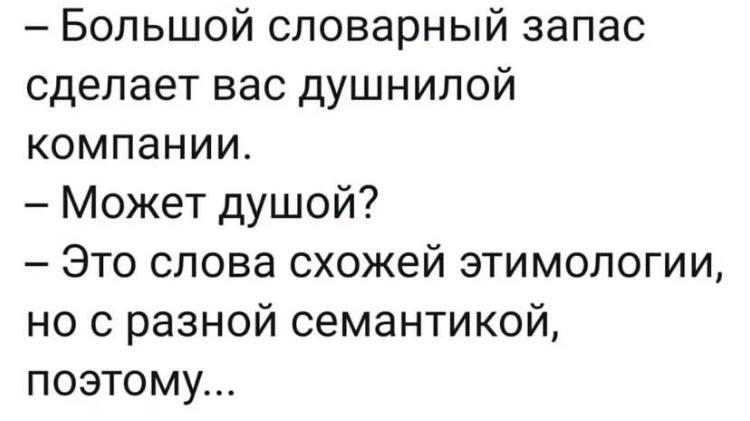 – Большой словарный запас
сделает вас душнилой
компании.
– Может душой?
– Это слова схожей этимологии,
но с разной семантикой,
поэтому...